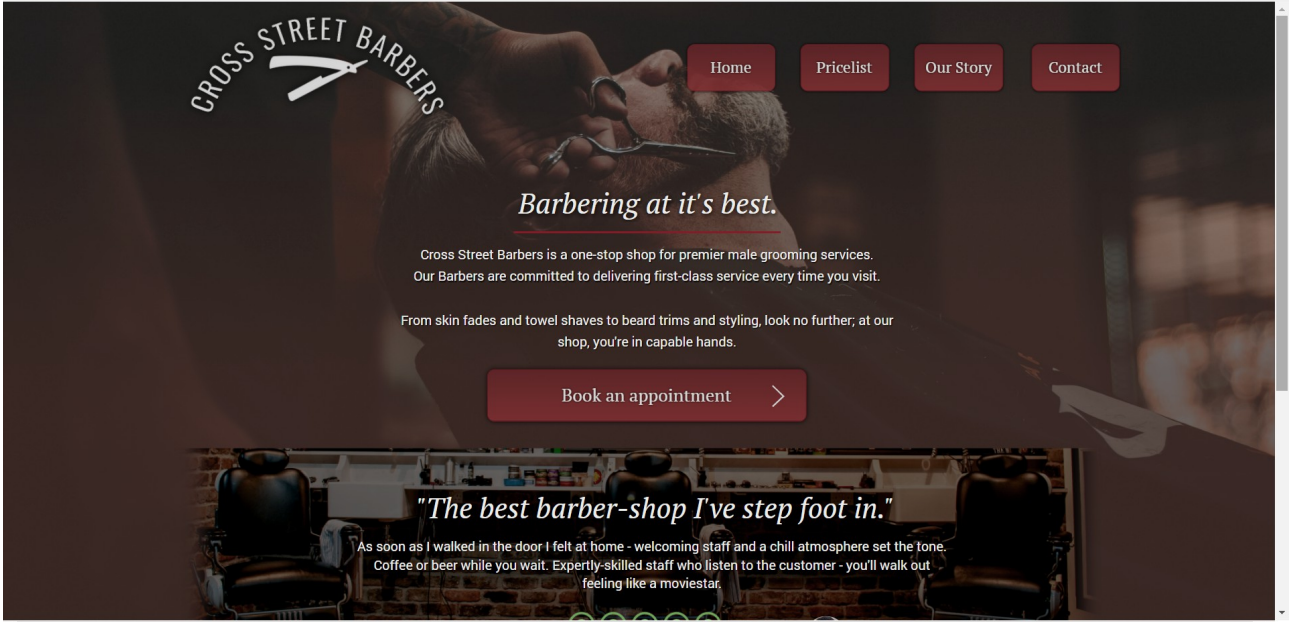 CROSS STREET BARBERS
Home
Pricelist
Our Story
Contact
Barbering at it's best.
Cross Street Barbers is a one-stop shop for premier male grooming services.
Our Barbers are committed to delivering first-class service every time you visit.
From skin fades and towel shaves to beard trims and styling, look no further; at our
shop, you're in capable hands.
Book an appointment
"The best barber-shop I've step foot in."
As soon as I walked in the door I felt at home - welcoming staff and a chill atmosphere set the tone.
Coffee or beer while you wait. Expertly-skilled staff who listen to the customer - you'll walk out
feeling like a moviestar.